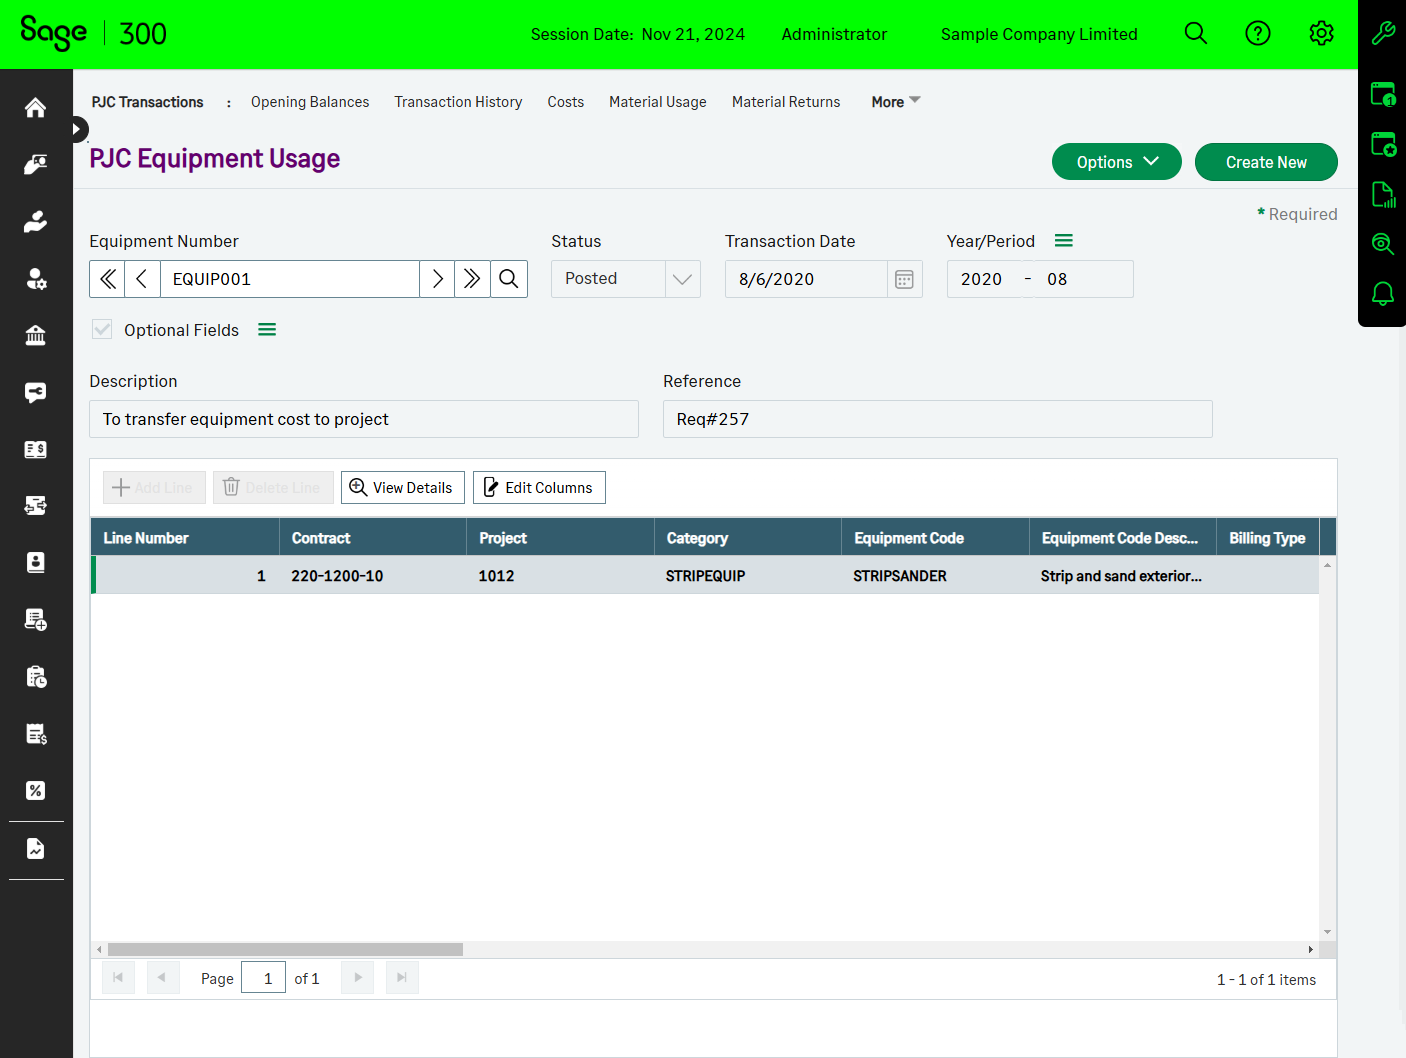 Sage 300
Session Date: Nov 21, 2024 Administrator Sample Company Limited
PJC Transactions : Opening Balances Transaction History Costs Material Usage Material Returns More
PJC Equipment Usage
Options Create New
* Required
Equipment Number Status Transaction Date Year/Period
EQUIP001 Posted 8/6/2020 2020 - 08
Optional Fields
Description Reference
To transfer equipment cost to project Req#257
Add Line Delete Line View Details Edit Columns
Line Number Contract Project Category Equipment Code Equipment Code Desc... Billing Type
1 220-1200-10 1012 STRIPEQUIP STRIPSANDER Strip and sand exterior...
Page 1 of 1 1 - 1 of 1 items